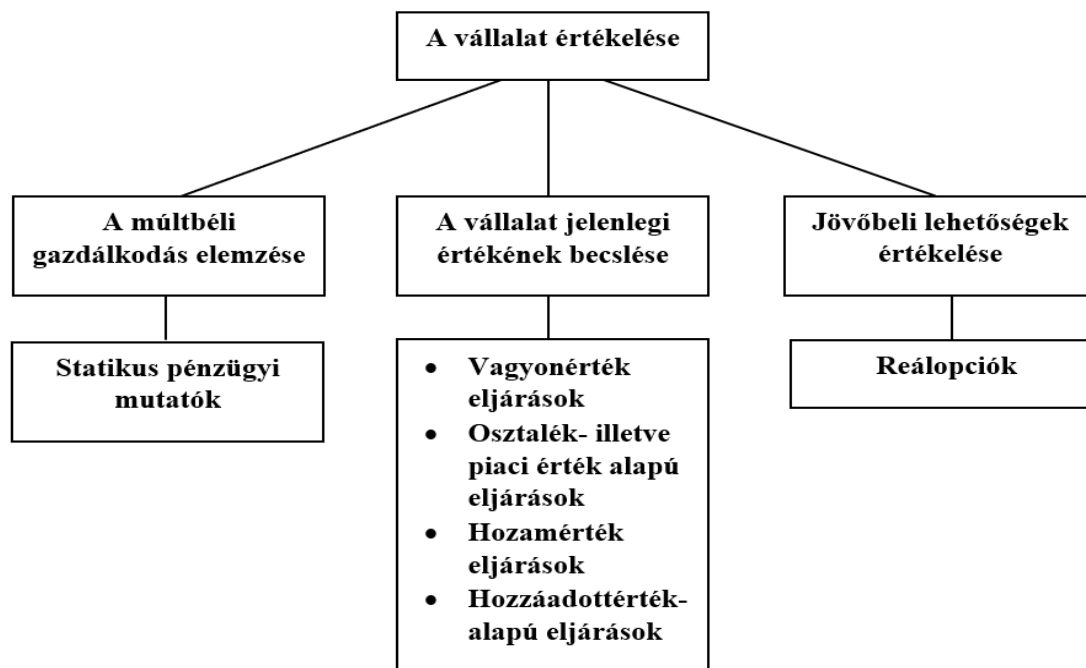 A vállalat értékelése
A múltbéli
gazdálkodás elemzése
A vállalat jelenlegi
értékének becslése
Jövőbeli lehetőségek
értékelése
Statikus pénzügyi
mutatók
• Vagyonérték
eljárások
• Osztalék- illetve
piaci érték alapú
eljárások
• Hozamérték
eljárások
• Hozzáadottérték-
alapú eljárások
Reálopciók